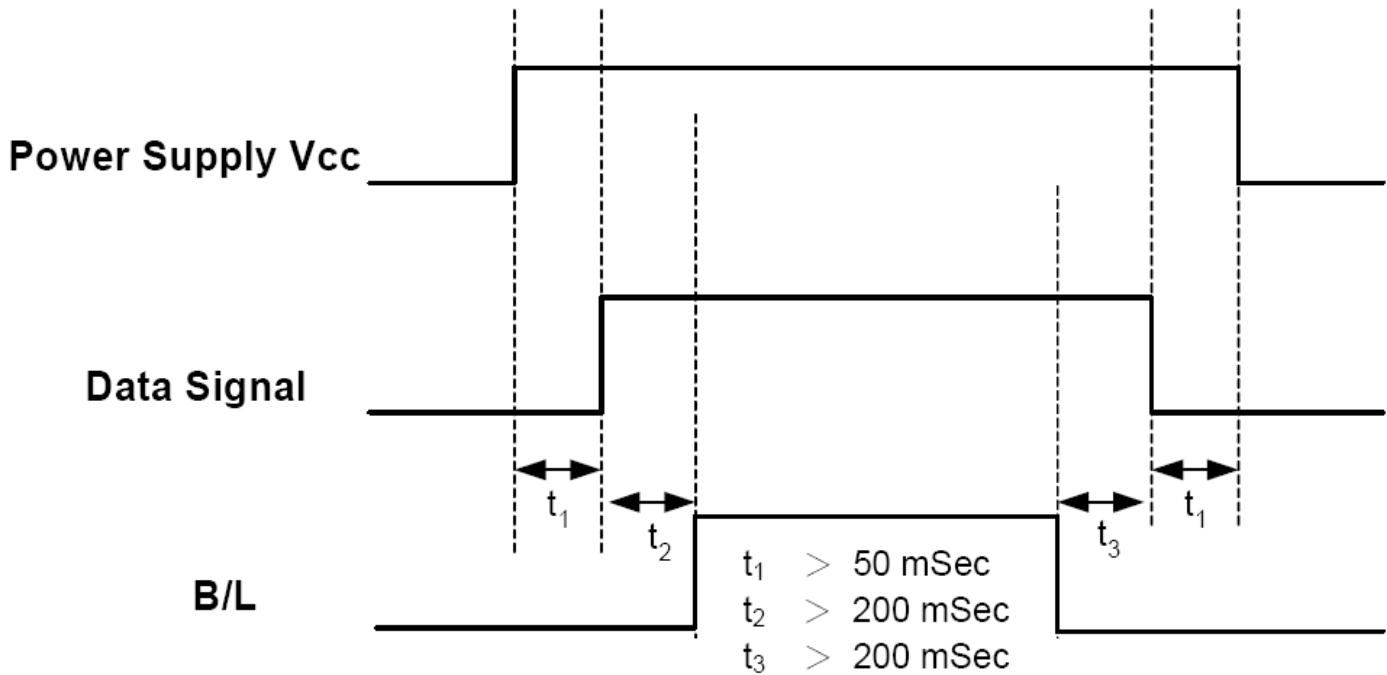 Power Supply Vcc
Data Signal
t1
t2
t3
t1
B/L
t1 > 50 mSec
t2 > 200 mSec
t3 > 200 mSec